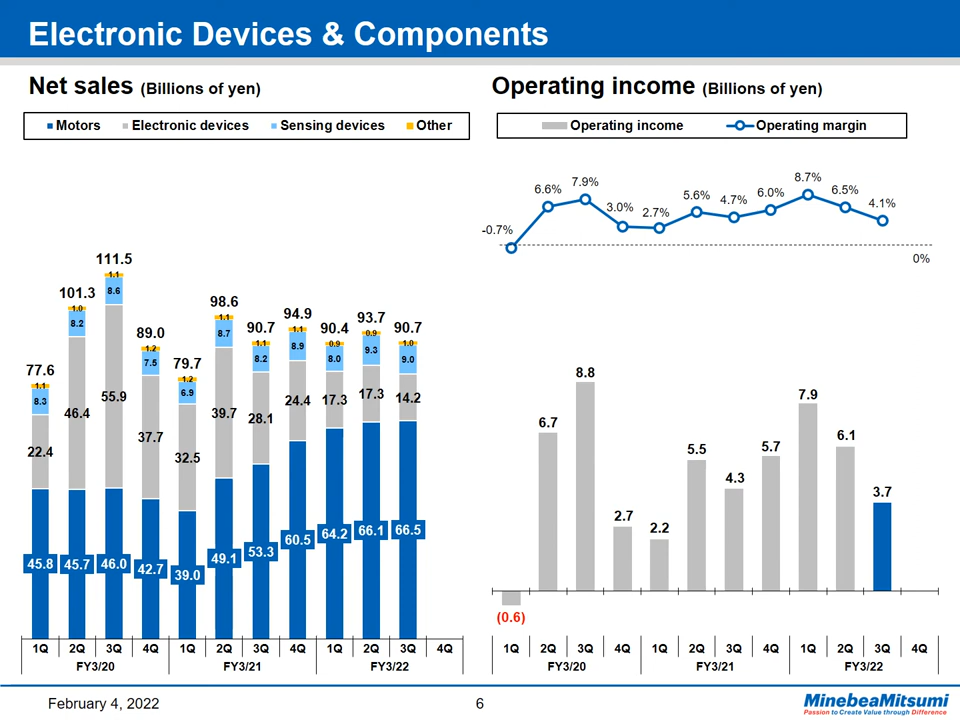 Electronic Devices & Components
Net sales (Billions of yen)
Motors Electronic devices Sensing devices Other
77.6 101.3 111.5 89.0 79.7 98.6 90.7 94.9 90.4 93.7 90.7
1.1 1.0 1.1 1.2 1.2 1.1 1.1 1.1 0.9 0.9 1.0
8.3 8.2 8.6 7.5 6.9 8.7 8.2 8.9 8.0 9.3 9.0
22.4 46.4 55.9 37.7 32.5 39.7 28.1 24.4 17.3 17.3 14.2
45.8 45.7 46.0 42.7 39.0 49.1 53.3 60.5 64.2 66.1 66.5
1Q 2Q 3Q 4Q 1Q 2Q 3Q 4Q 1Q 2Q 3Q 4Q
FY3/20 FY3/21 FY3/22
Operating income (Billions of yen)
Operating income Operating margin
-0.7% 6.6% 7.9% 3.0% 2.7% 5.6% 4.7% 6.0% 8.7% 6.5% 4.1%
0%
(0.6) 6.7 8.8 2.7 2.2 5.5 4.3 5.7 7.9 6.1 3.7
1Q 2Q 3Q 4Q 1Q 2Q 3Q 4Q 1Q 2Q 3Q 4Q
FY3/20 FY3/21 FY3/22
February 4, 2022
6
MinebeaMitsumi
Passion to Create Value through Difference